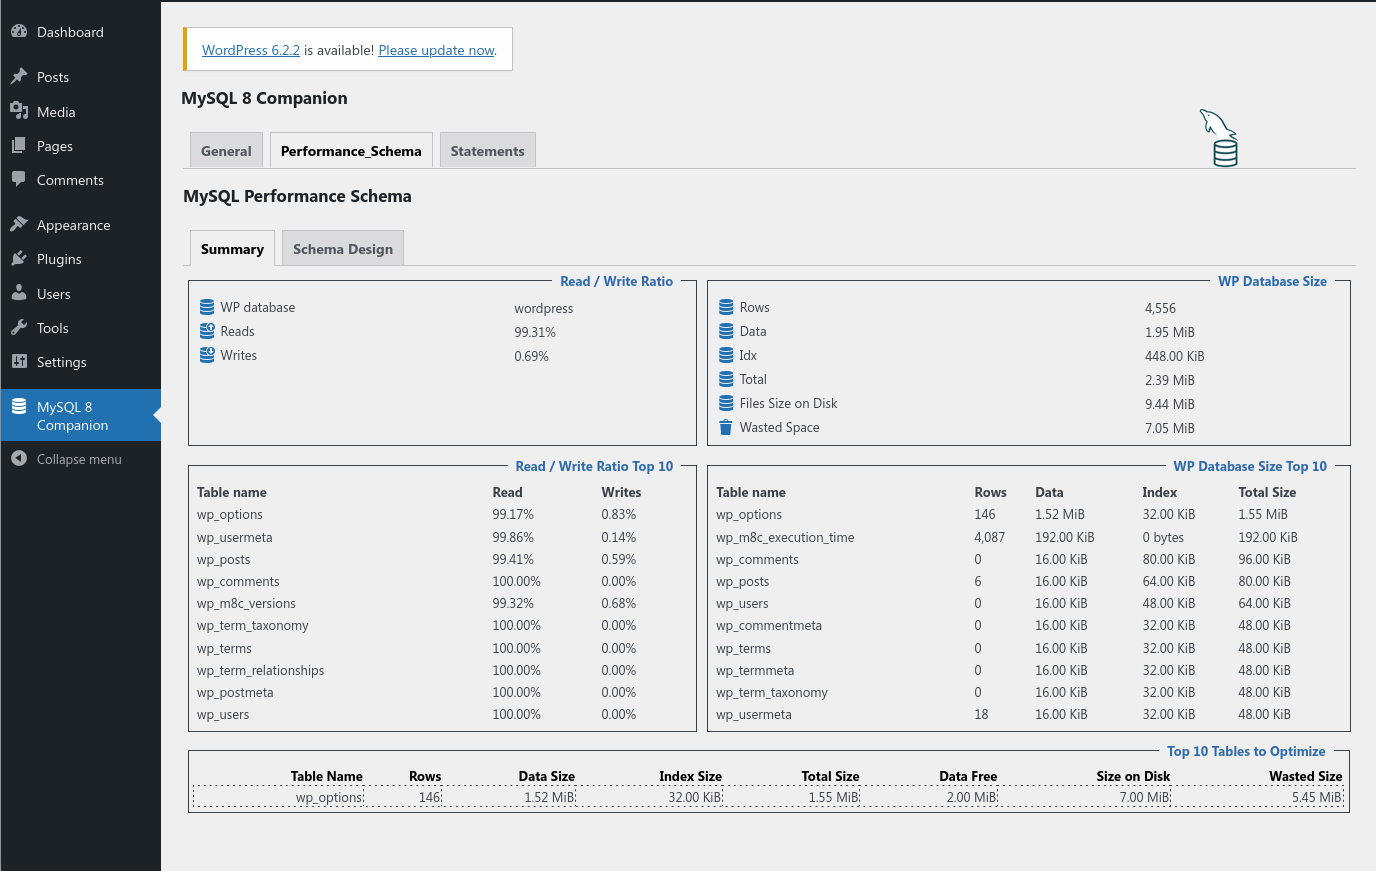 Dashboard
Posts
Media
Pages
Comments
Appearance
Plugins
Users
Tools
Settings
MySQL 8
Companion
Collapse menu
WordPress 6.2.2 is available! Please update now.
MySQL 8 Companion
General Performance_Schema Statements
MySQL Performance Schema
Summary Schema Design
Read / Write Ratio
WP database wordpress
Reads 99.31%
Writes 0.69%
WP Database Size
Rows 4,556
Data 1.95 MiB
Idx 448.00 KiB
Total 2.39 MiB
Files Size on Disk 9.44 MiB
Wasted Space 7.05 MiB
Read / Write Ratio Top 10
Table name Read Writes
wp_options 99.17% 0.83%
wp_usermeta 99.86% 0.14%
wp_posts 99.41% 0.59%
wp_comments 100.00% 0.00%
wp_m8c_versions 99.32% 0.68%
wp_term_taxonomy 100.00% 0.00%
wp_terms 100.00% 0.00%
wp_term_relationships 100.00% 0.00%
wp_postmeta 100.00% 0.00%
wp_users 100.00% 0.00%
WP Database Size Top 10
Table name Rows Data Index Total Size
wp_options 146 1.52 MiB 32.00 KiB 1.55 MiB
wp_m8c_execution_time 4,087 192.00 KiB 0 bytes 192.00 KiB
wp_comments 0 16.00 KiB 80.00 KiB 96.00 KiB
wp_posts 6 16.00 KiB 64.00 KiB 80.00 KiB
wp_users 0 16.00 KiB 48.00 KiB 64.00 KiB
wp_commentmeta 0 16.00 KiB 32.00 KiB 48.00 KiB
wp_terms 0 16.00 KiB 32.00 KiB 48.00 KiB
wp_termmeta 0 16.00 KiB 32.00 KiB 48.00 KiB
wp_term_taxonomy 0 16.00 KiB 32.00 KiB 48.00 KiB
wp_usermeta 18 16.00 KiB 32.00 KiB 48.00 KiB
Top 10 Tables to Optimize
Table Name Rows Data Size Index Size Total Size Data Free Size on Disk Wasted Size
wp_options 146 1.52 MiB 32.00 KiB 1.55 MiB 2.00 MiB 7.00 MiB 5.45 MiB